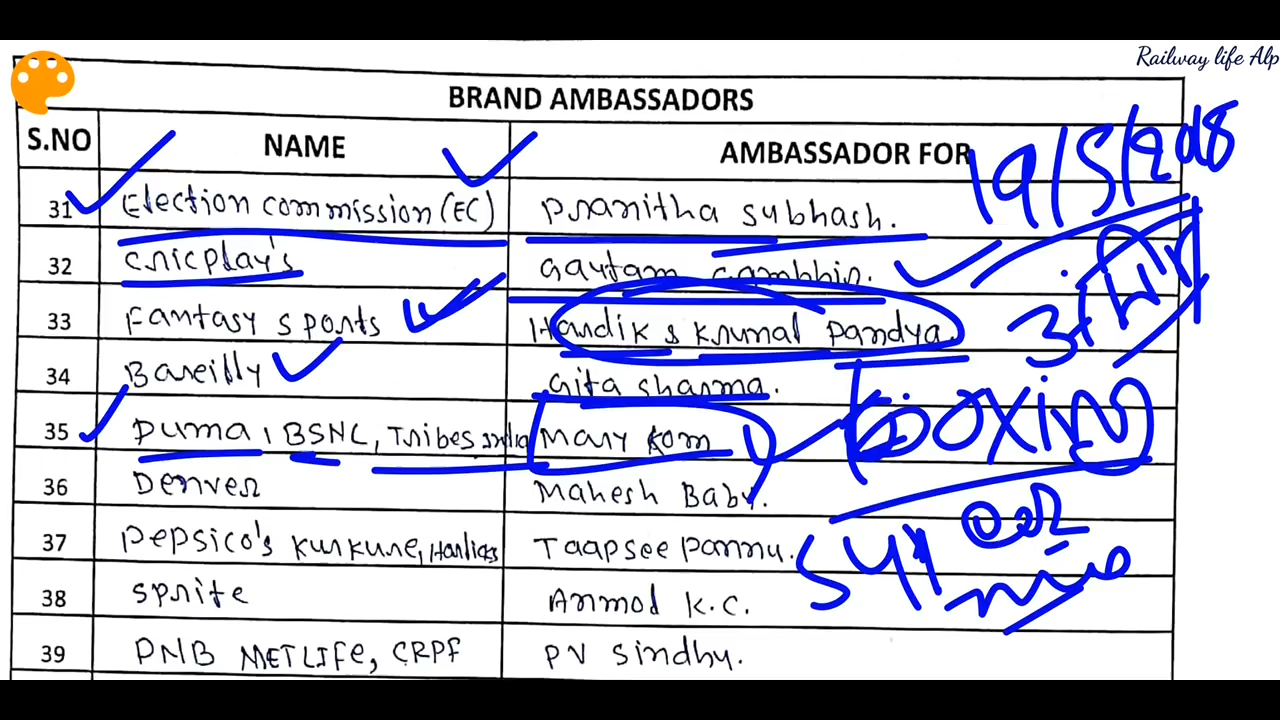 Railway life Alp
BRAND AMBASSADORS
S.NO NAME AMBASSADOR FOR
19/5/2018
31 Election commission (EC) Pranitha subhash.
32 cricplay's Gautam Gambhir.
33 Fantasy sports Hardik & Krunal Pandya.
34 Bareilly Gita sharma.
Boxing
35 Puma, BSNL, Tribes india Mary Kom
36 Denver Mahesh Baby.
37 Pepsico's Kurkure, Horlicks Taapsee Pannu.
38 sprite Anmol K.C.
39 PNB METLIFE, CRPF PV Sindhu.